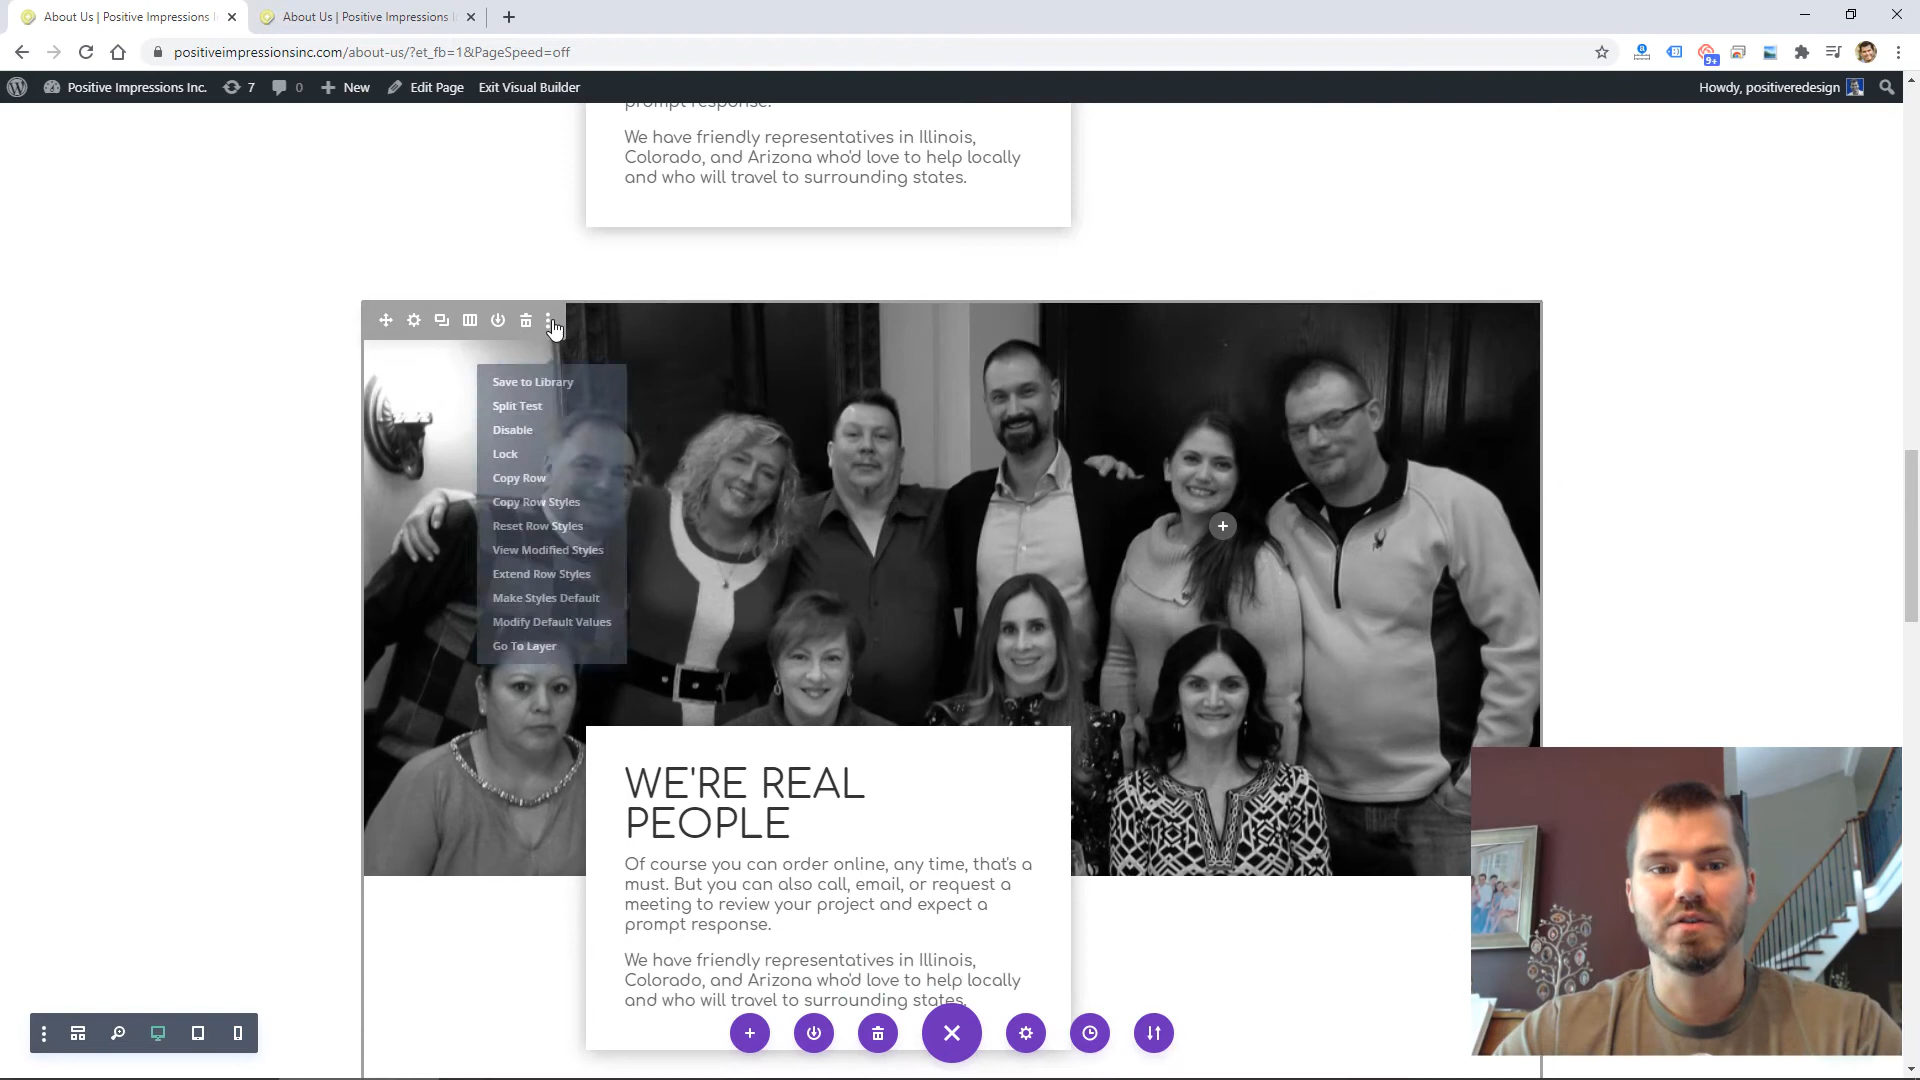 About Us | Positive Impressions
About Us | Positive Impressions
positiveimpressionsinc.com/about-us/?et_fb=1&PageSpeed=off
9+
Positive Impressions Inc.
7
0
New
Edit Page
Exit Visual Builder
Howdy, positiveredesign
prompt response.
We have friendly representatives in Illinois,
Colorado, and Arizona who'd love to help locally
and who will travel to surrounding states.
Save to Library
Split Test
Disable
Lock
Copy Row
Copy Row Styles
Reset Row Styles
View Modified Styles
Extend Row Styles
Make Styles Default
Modify Default Values
Go To Layer
WE'RE REAL
PEOPLE
Of course you can order online, any time, that's a
must. But you can also call, email, or request a
meeting to review your project and expect a
prompt response.
We have friendly representatives in Illinois,
Colorado, and Arizona who'd love to help locally
and who will travel to surrounding states.